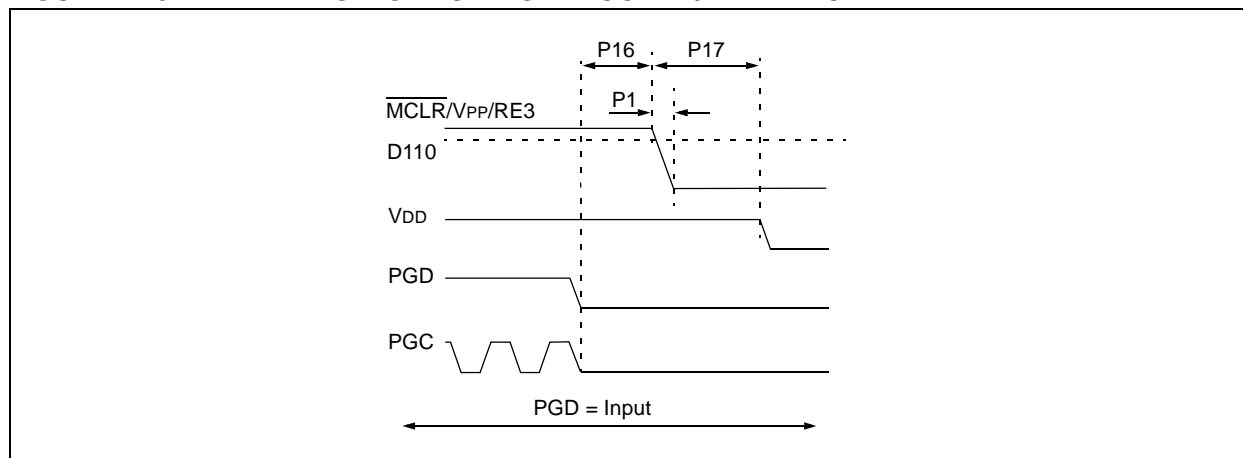 P16 P17
P1
MCLR/VPP/RE3
D110
VDD
PGD
PGC
PGD = Input